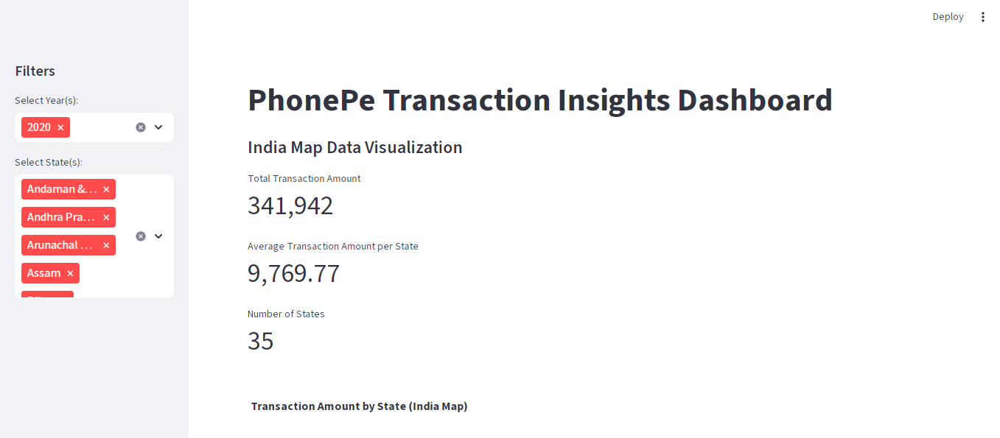 Deploy
Filters
Select Year(s):
2020
Select State(s):
Andaman &...
Andhra Pra...
Arunachal ...
Assam
PhonePe Transaction Insights Dashboard
India Map Data Visualization
Total Transaction Amount
341,942
Average Transaction Amount per State
9,769.77
Number of States
35
Transaction Amount by State (India Map)